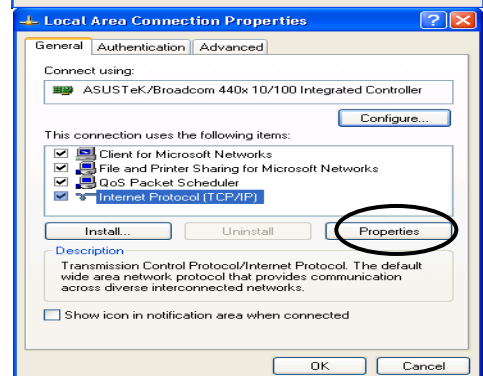 Local Area Connection Properties
General Authentication Advanced
Connect using:
ASUSTeK/Broadcom 440x 10/100 Integrated Controller
Configure...
This connection uses the following items:
Client for Microsoft Networks
File and Printer Sharing for Microsoft Networks
QoS Packet Scheduler
Internet Protocol (TCP/IP)
Install... Uninstall Properties
Description
Transmission Control Protocol/Internet Protocol. The default
wide area network protocol that provides communication
across diverse interconnected networks.
Show icon in notification area when connected
OK Cancel